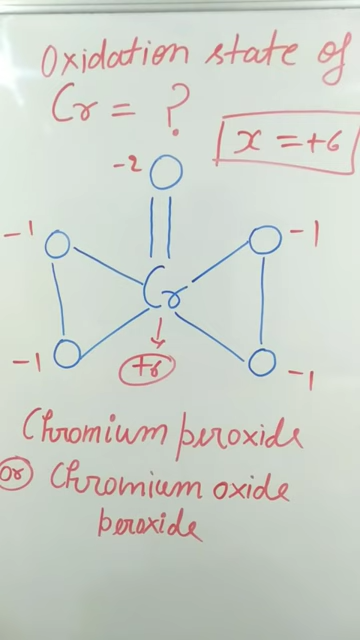 Oxidation state of
Cr = ?
x = +6
-2 O
-1 O O -1
Cr
-1 O O -1
+6
Chromium peroxide
Or Chromium oxide
peroxide